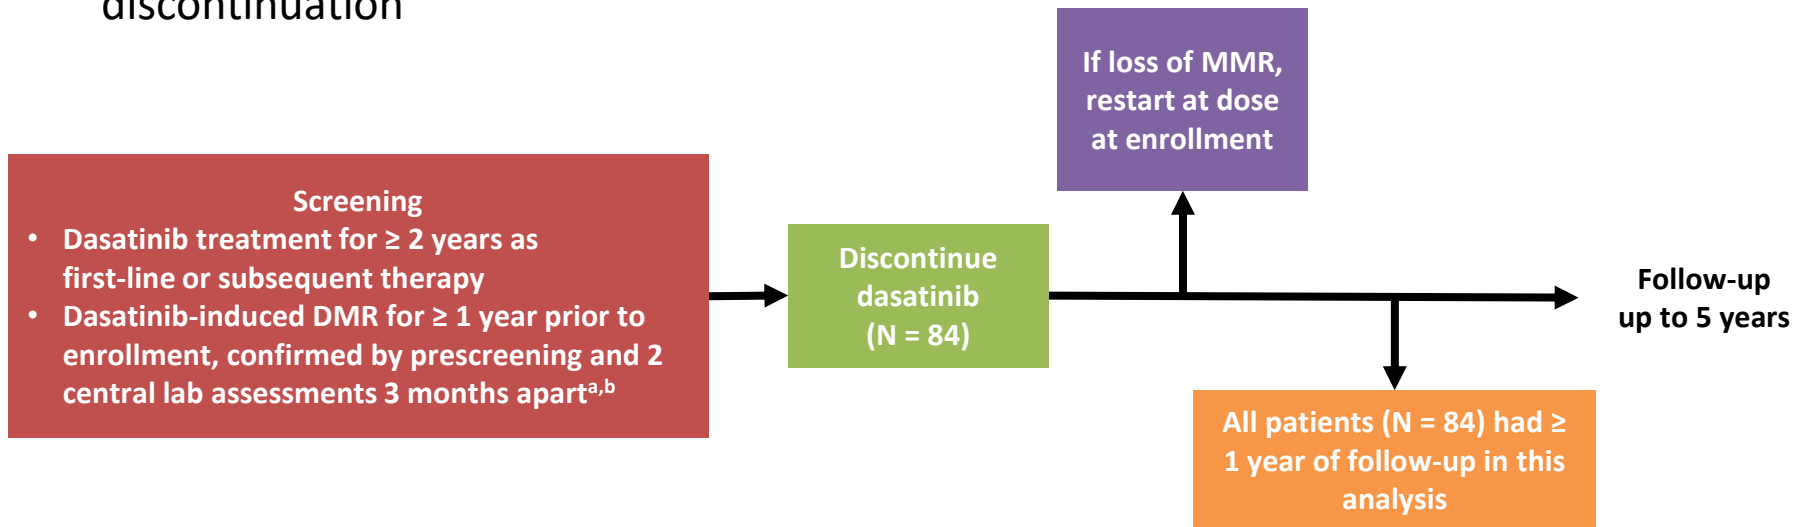 discontinuation
If loss of MMR,
restart at dose
at enrollment
Screening
• Dasatinib treatment for ≥ 2 years as
first-line or subsequent therapy
• Dasatinib-induced DMR for ≥ 1 year prior to
enrollment, confirmed by prescreening and 2
central lab assessments 3 months apartᵃ,ᵇ
Discontinue
dasatinib
(N = 84)
Follow-up
up to 5 years
All patients (N = 84) had ≥
1 year of follow-up in this
analysis